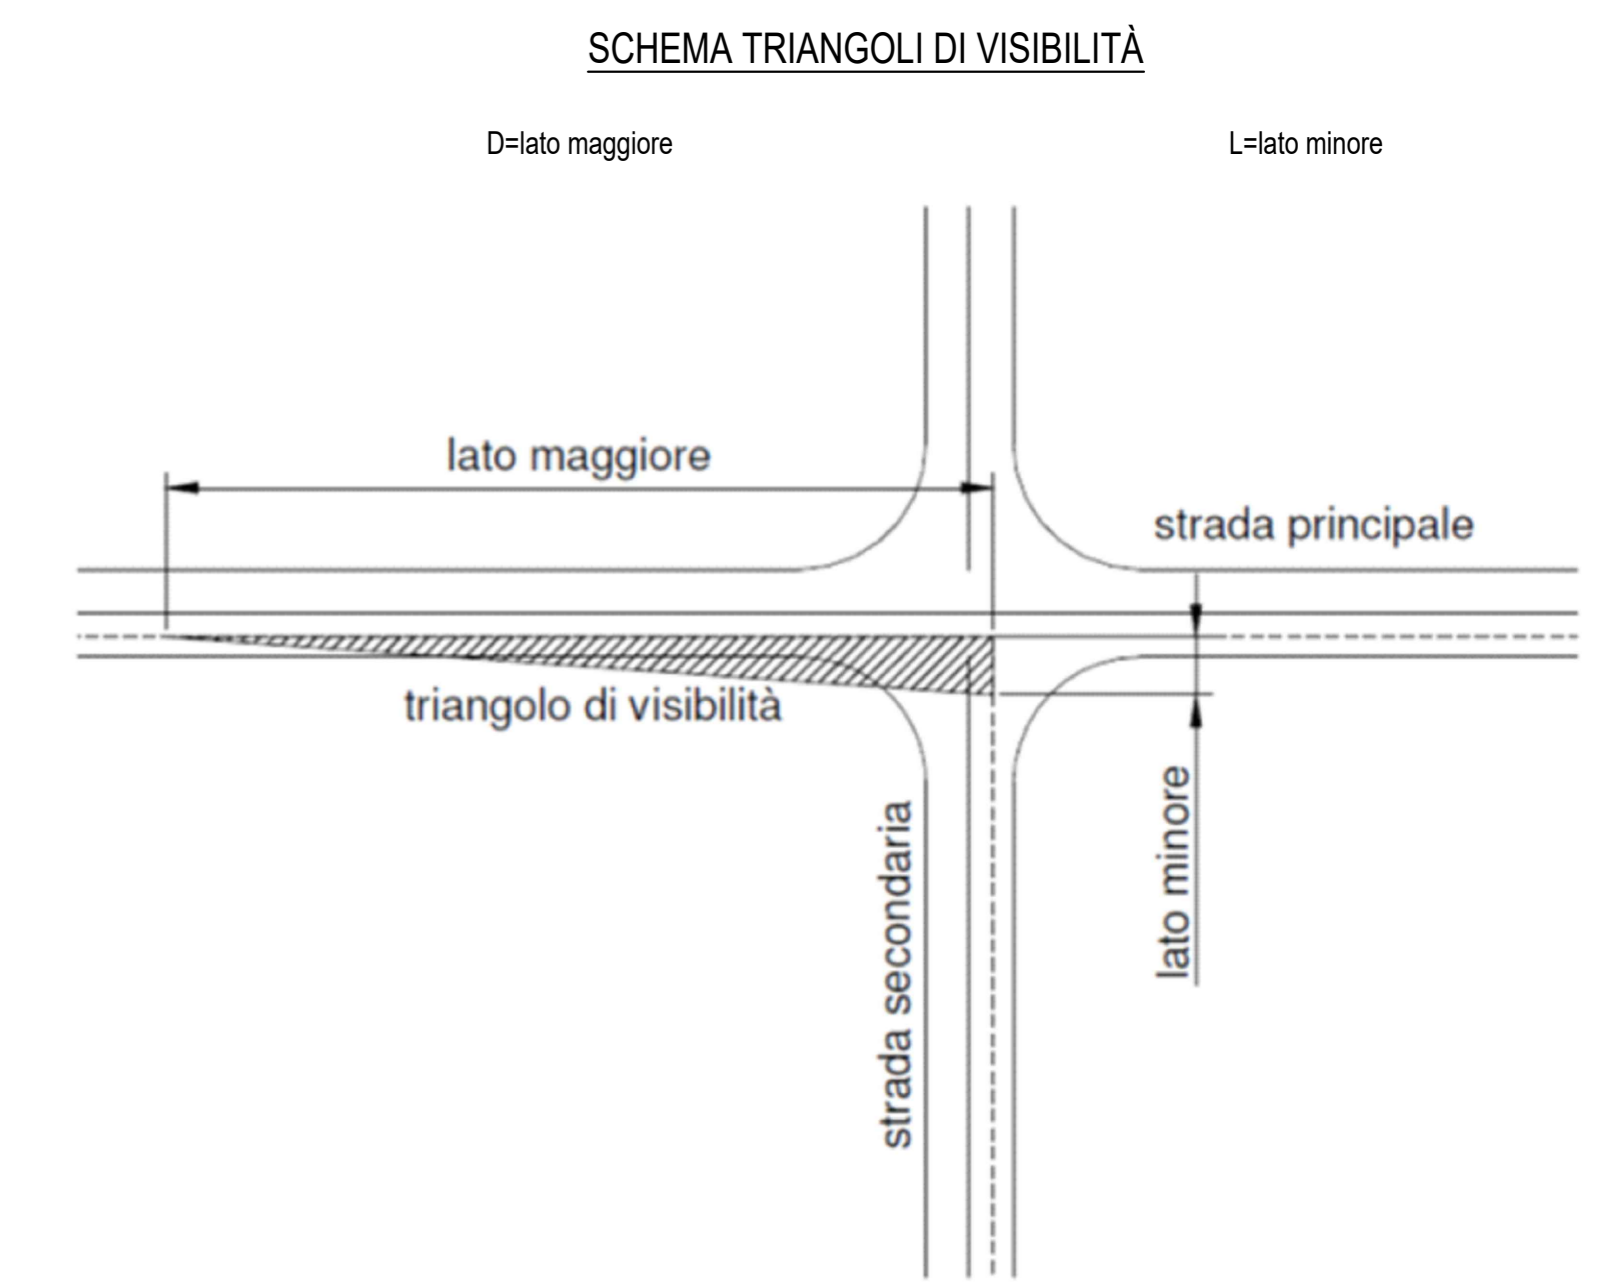 SCHEMA TRIANGOLI DI VISIBILITÀ
D=lato maggiore
L=lato minore
lato maggiore
strada principale
triangolo di visibilità
strada secondaria
lato minore